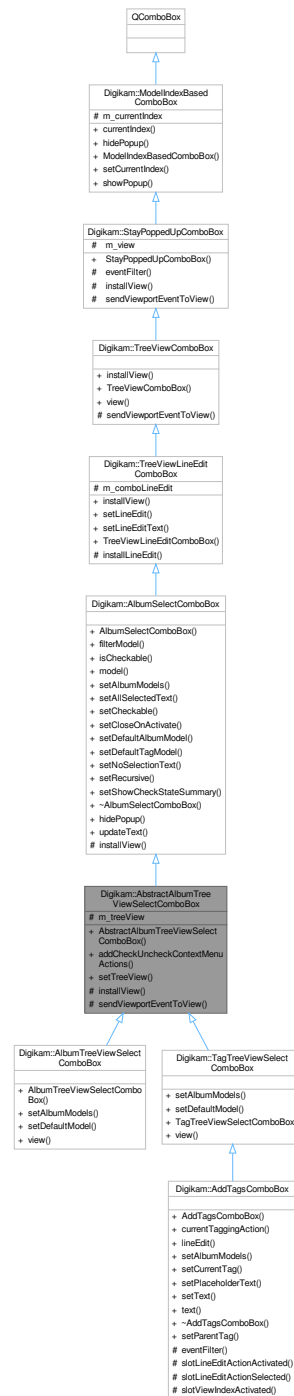 QComboBox
Digikam::ModelIndexBased
ComboBox
# m_currentIndex
+ currentIndex()
+ hidePopup()
+ ModelIndexBasedComboBox()
+ setCurrentIndex()
+ showPopup()
Digikam::StayPoppedUpComboBox
# m_view
+ StayPoppedUpComboBox()
# eventFilter()
# installView()
# sendViewportEventToView()
Digikam::TreeViewComboBox
+ installView()
+ TreeViewComboBox()
+ view()
# sendViewportEventToView()
Digikam::TreeViewLineEdit
ComboBox
# m_comboLineEdit
+ installView()
+ setLineEdit()
+ setLineEditText()
+ TreeViewLineEditComboBox()
# installLineEdit()
Digikam::AlbumSelectComboBox
+ AlbumSelectComboBox()
+ filterModel()
+ isCheckable()
+ model()
+ setAlbumModels()
+ setAllSelectedText()
+ setCheckable()
+ setCloseOnActivate()
+ setDefaultAlbumModel()
+ setDefaultTagModel()
+ setNoSelectionText()
+ setRecursive()
+ setShowCheckStateSummary()
+ ~AlbumSelectComboBox()
+ hidePopup()
+ updateText()
# installView()
Digikam::AbstractAlbumTree
ViewSelectComboBox
# m_treeView
+ AbstractAlbumTreeViewSelect
ComboBox()
+ addCheckUncheckContextMenu
Actions()
+ setTreeView()
# installView()
# sendViewportEventToView()
Digikam::AlbumTreeViewSelect
ComboBox
+ AlbumTreeViewSelectCombo
Box()
+ setAlbumModels()
+ setDefaultModel()
+ view()
Digikam::TagTreeViewSelect
ComboBox
+ setAlbumModels()
+ setDefaultModel()
+ TagTreeViewSelectComboBox
+ view()
Digikam::AddTagsComboBox
+ AddTagsComboBox()
+ currentTaggingAction()
+ lineEdit()
+ setAlbumModels()
+ setCurrentTag()
+ setPlaceholderText()
+ setText()
+ text()
+ ~AddTagsComboBox()
+ setParentTag()
# eventFilter()
# slotLineEditActionActivated()
# slotLineEditActionSelected()
# slotViewIndexActivated()